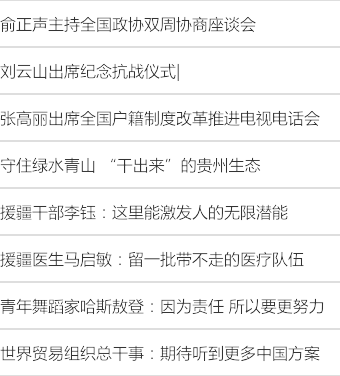 俞正声主持全国政协双周协商座谈会
刘云山出席纪念抗战仪式|
张高丽出席全国户籍制度改革推进电视电话会
守住绿水青山 “干出来”的贵州生态
援疆干部李钰：这里能激发人的无限潜能
援疆医生马启敏：留一批带不走的医疗队伍
青年舞蹈家哈斯敖登：因为责任 所以要更努力
世界贸易组织总干事：期待听到更多中国方案